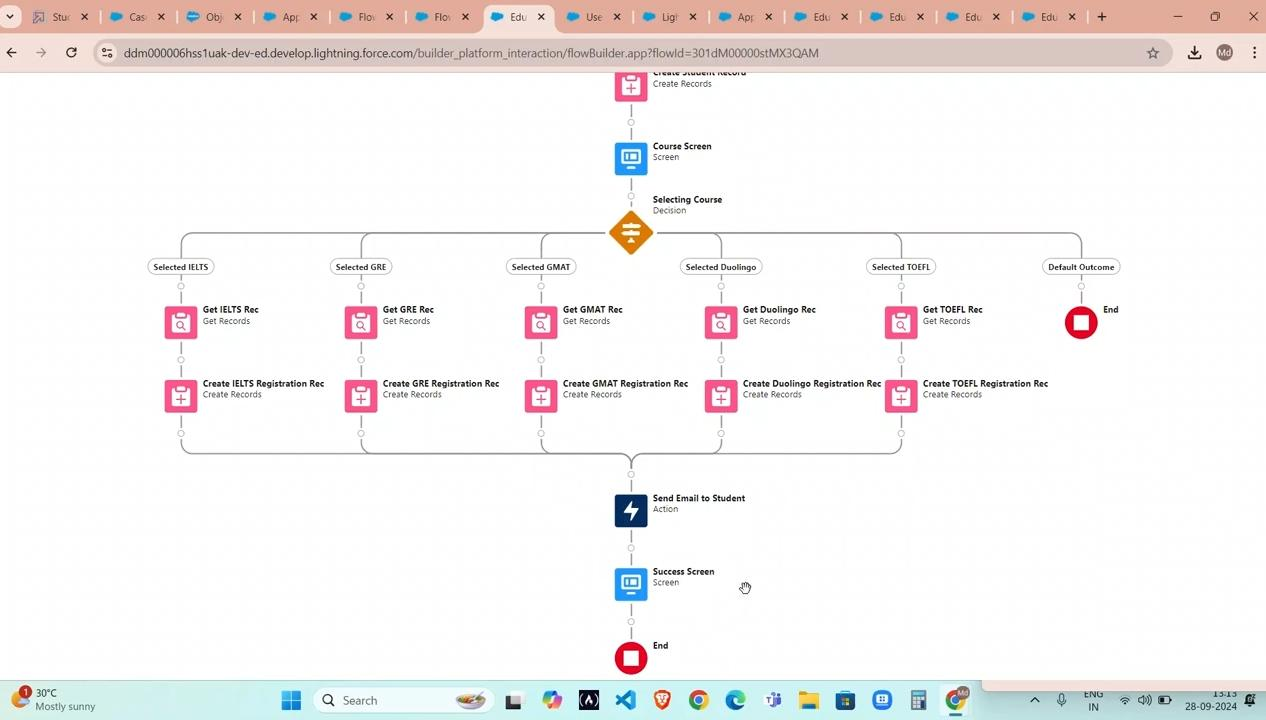 Stu
Cas
Obj
App
Flov
Flov
Edu
Use
Ligh
App
Edu
Edu
Edu
Edu
ddm000006hss1uak-dev-ed.develop.lightning.force.com/builder_platform_interaction/flowBuilder.app?flowId=301dM00000stMX3QAM
Md
Create Student Record
Create Records
Course Screen
Screen
Selecting Course
Decision
Selected IELTS
Selected GRE
Selected GMAT
Selected Duolingo
Selected TOEFL
Default Outcome
Get IELTS Rec
Get Records
Get GRE Rec
Get Records
Get GMAT Rec
Get Records
Get Duolingo Rec
Get Records
Get TOEFL Rec
Get Records
End
Create IELTS Registration Rec
Create Records
Create GRE Registration Rec
Create Records
Create GMAT Registration Rec
Create Records
Create Duolingo Registration Rec
Create Records
Create TOEFL Registration Rec
Create Records
Send Email to Student
Action
Success Screen
Screen
End
1
30°C
Mostly sunny
Search
Md
ENG
IN
13:13
28-09-2024